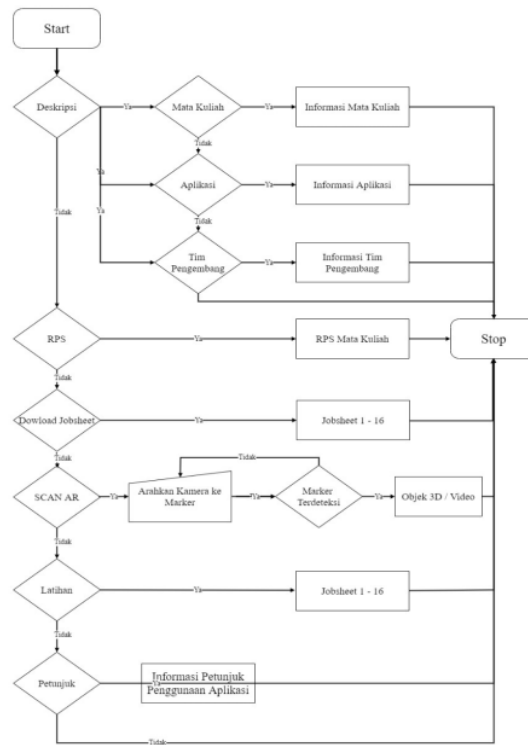 Start
Deskripsi
Ya
Mata Kuliah
Ya
Informasi Mata Kuliah
Tidak
Ya
Aplikasi
Ya
Informasi Aplikasi
Tidak
Ya
Tidak
Tim
Pengembang
Ya
Informasi Tim
Pengembang
RPS
Ya
RPS Mata Kuliah
Stop
Tidak
Dowload Jobsheet
Ya
Jobsheet 1 - 16
Tidak
Tidak
SCAN AR
Ya
Arahkan Kamera ke
Marker
Ya
Marker
Terdeteksi
Ya
Objek 3D / Video
Tidak
Latihan
Ya
Jobsheet 1 - 16
Tidak
Petunjuk
Ya
Informasi Petunjuk
Penggunaan Aplikasi
Tidak